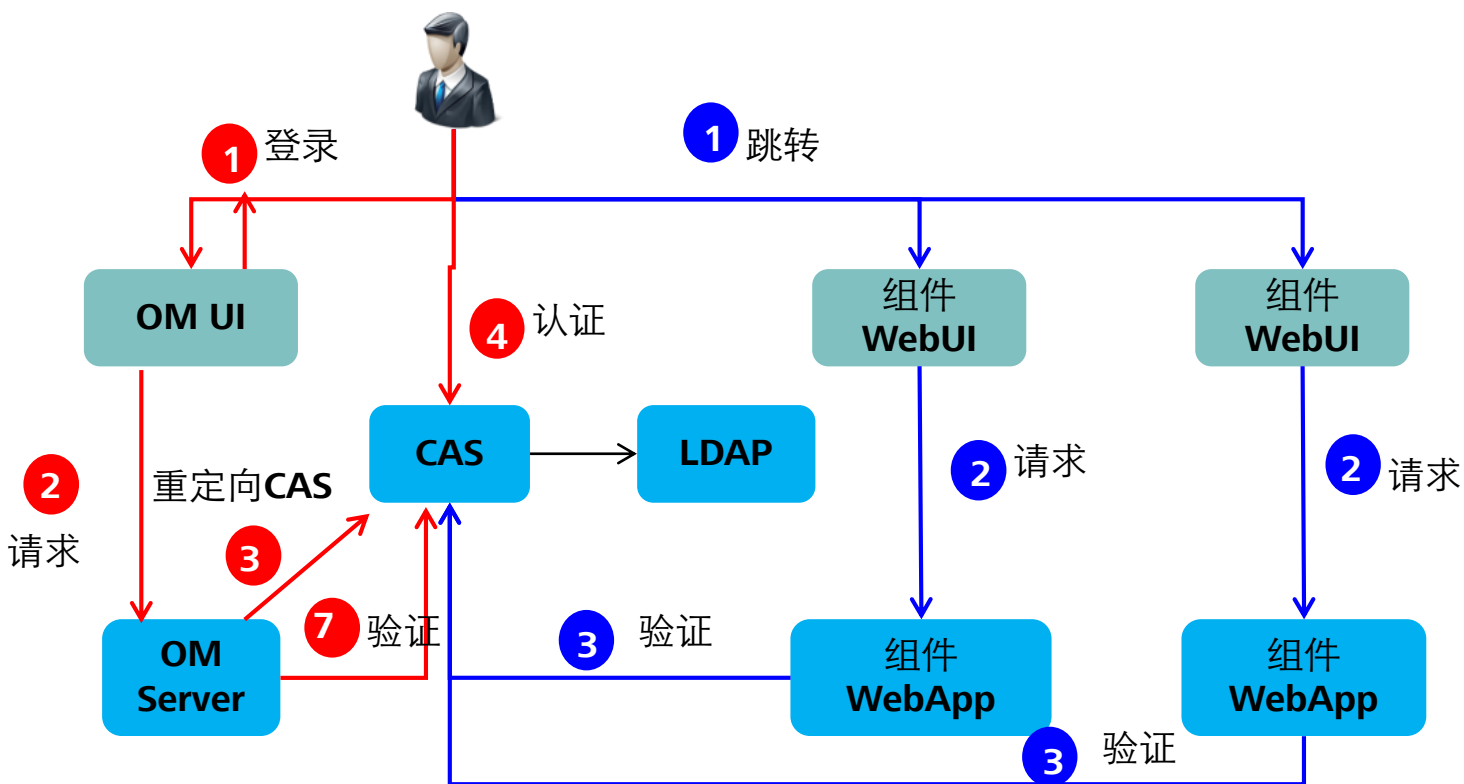 1 登录
1 跳转
OM UI
组件
WebUI
组件
WebUI
4 认证
CAS
LDAP
2
请求
重定向CAS
2 请求
2 请求
3
7 验证
3 验证
OM
Server
组件
WebApp
组件
WebApp
3 验证